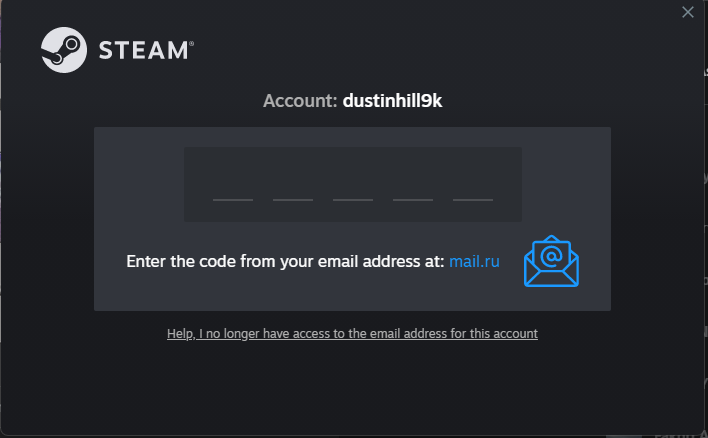 STEAM®
Account: dustinhill9k
Enter the code from your email address at: mail.ru
Help, I no longer have access to the email address for this account